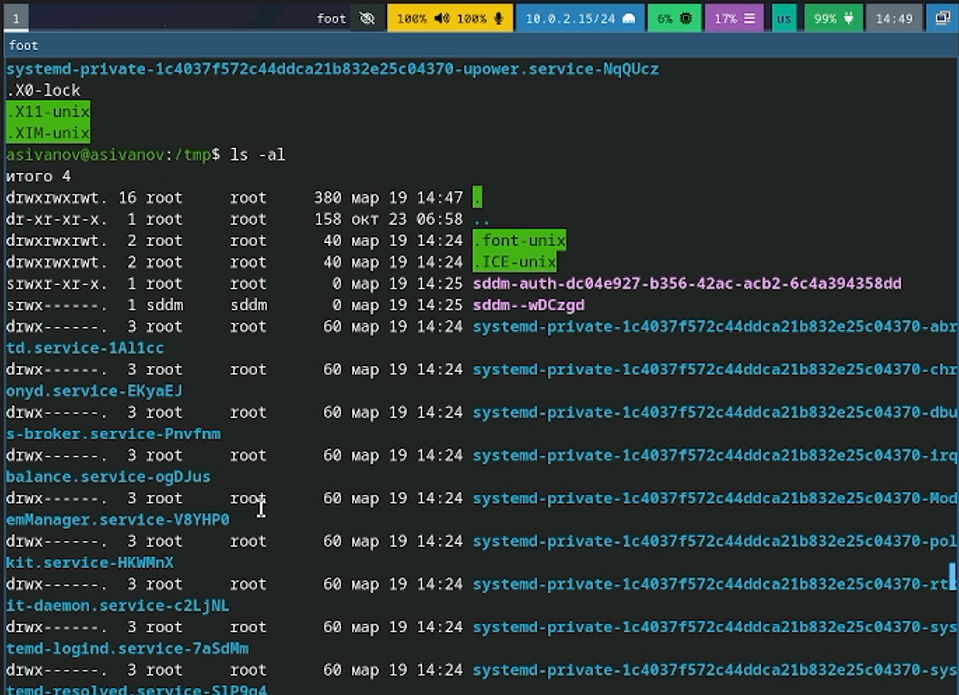 1 foot 100% 100% 10.0.2.15/24 6% 17% us 99% 14:49
foot
systemd-private-1c4037f572c44ddca21b832e25c04370-upower.service-NqQUcz
.X0-lock
.X11-unix
.XIM-unix
asivanov@asivanov:/tmp$ ls -al
итого 4
drwxrwxrwt. 16 root root 380 мар 19 14:47 .
dr-xr-xr-x. 1 root root 158 окт 23 06:58 ..
drwxrwxrwt. 2 root root 40 мар 19 14:24 .font-unix
drwxrwxrwt. 2 root root 40 мар 19 14:24 .ICE-unix
srwxr-xr-x. 1 root root 0 мар 19 14:25 sddm-auth-dc04e927-b356-42ac-acb2-6c4a394358dd
srwx------. 1 sddm sddm 0 мар 19 14:25 sddm--wDCzgd
drwx------. 3 root root 60 мар 19 14:24 systemd-private-1c4037f572c44ddca21b832e25c04370-abr
td.service-1Al1cc
drwx------. 3 root root 60 мар 19 14:24 systemd-private-1c4037f572c44ddca21b832e25c04370-chr
onyd.service-EKyaEJ
drwx------. 3 root root 60 мар 19 14:24 systemd-private-1c4037f572c44ddca21b832e25c04370-dbu
s-broker.service-Pnvfnm
drwx------. 3 root root 60 мар 19 14:24 systemd-private-1c4037f572c44ddca21b832e25c04370-irq
balance.service-ogDJus
drwx------. 3 root root 60 мар 19 14:24 systemd-private-1c4037f572c44ddca21b832e25c04370-Mod
emManager.service-V8YHP0
drwx------. 3 root root 60 мар 19 14:24 systemd-private-1c4037f572c44ddca21b832e25c04370-pol
kit.service-HKWMnX
drwx------. 3 root root 60 мар 19 14:24 systemd-private-1c4037f572c44ddca21b832e25c04370-rtk
it-daemon.service-c2LjNL
drwx------. 3 root root 60 мар 19 14:24 systemd-private-1c4037f572c44ddca21b832e25c04370-sys
temd-logind.service-7aSdMm
drwx------. 3 root root 60 мар 19 14:24 systemd-private-1c4037f572c44ddca21b832e25c04370-sys
temd-resolved.service-SlP9q4